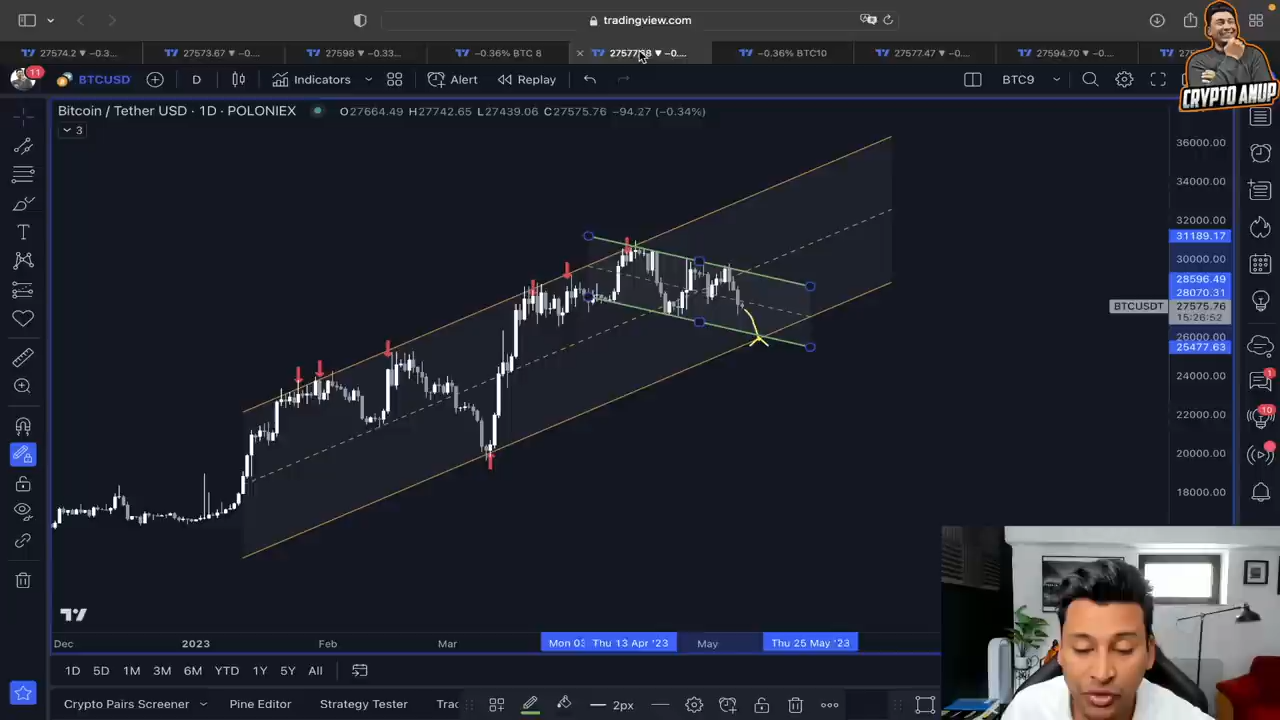 tradingview.com
27574.2 ▼ −0.3...
27573.67 ▼ −0....
27598 ▼ −0.33...
−0.36% BTC 8
× 27577.68 ▼ −0....
−0.36% BTC10
27577.47 ▼ −0....
27594.70 ▼ −0....
11
BTCUSD
D
Indicators
Alert
Replay
BTC9
CRYPTO ANUP
Bitcoin / Tether USD · 1D · POLONIEX
O27664.49 H27742.65 L27439.06 C27575.76 −94.27 (−0.34%)
3
36000.00
34000.00
32000.00
31189.17
30000.00
28596.49
28070.31
BTCUSDT 27575.76
15:26:52
26000.00
25477.63
24000.00
22000.00
20000.00
18000.00
1
10
Dec
2023
Feb
Mar
Mon 03
Thu 13 Apr '23
May
Thu 25 May '23
1D 5D 1M 3M 6M YTD 1Y 5Y All
Crypto Pairs Screener
Pine Editor
Strategy Tester
Trac
2px